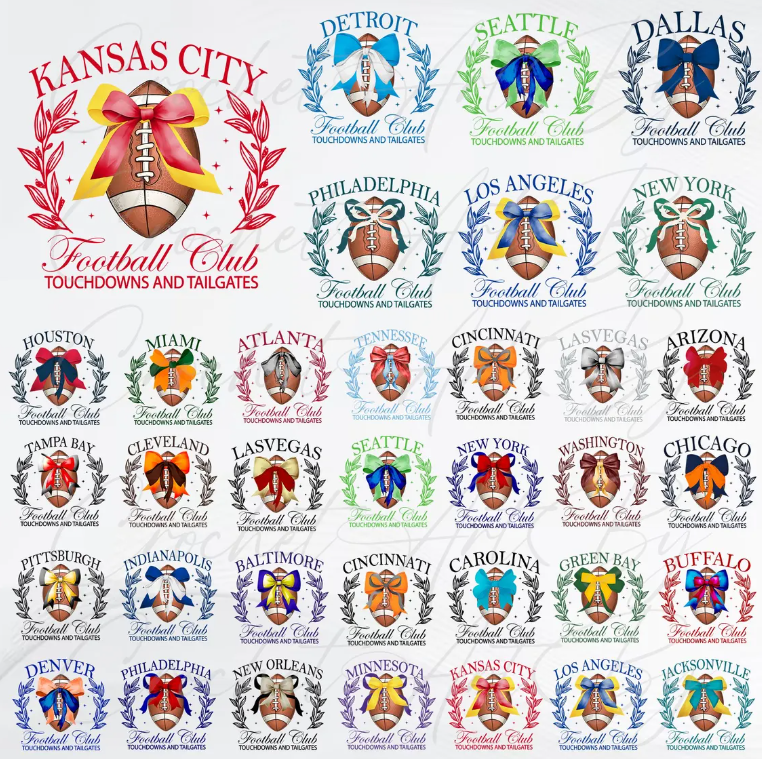 KANSAS CITY
Football Club
TOUCHDOWNS AND TAILGATES
DETROIT
Football Club
TOUCHDOWNS AND TAILGATES
SEATTLE
Football Club
TOUCHDOWNS AND TAILGATES
DALLAS
Football Club
TOUCHDOWNS AND TAILGATES
PHILADELPHIA
Football Club
TOUCHDOWNS AND TAILGATES
LOS ANGELES
Football Club
TOUCHDOWNS AND TAILGATES
NEW YORK
Football Club
TOUCHDOWNS AND TAILGATES
HOUSTON
Football Club
TOUCHDOWNS AND TAILGATES
MIAMI
Football Club
TOUCHDOWNS AND TAILGATES
ATLANTA
Football Club
TOUCHDOWNS AND TAILGATES
TENNESSEE
Football Club
TOUCHDOWNS AND TAILGATES
CINCINNATI
Football Club
TOUCHDOWNS AND TAILGATES
LASVEGAS
Football Club
TOUCHDOWNS AND TAILGATES
ARIZONA
Football Club
TOUCHDOWNS AND TAILGATES
TAMPA BAY
Football Club
TOUCHDOWNS AND TAILGATES
CLEVELAND
Football Club
TOUCHDOWNS AND TAILGATES
LASVEGAS
Football Club
TOUCHDOWNS AND TAILGATES
SEATTLE
Football Club
TOUCHDOWNS AND TAILGATES
NEW YORK
Football Club
TOUCHDOWNS AND TAILGATES
WASHINGTON
Football Club
TOUCHDOWNS AND TAILGATES
CHICAGO
Football Club
TOUCHDOWNS AND TAILGATES
PITTSBURGH
Football Club
TOUCHDOWNS AND TAILGATES
INDIANAPOLIS
Football Club
TOUCHDOWNS AND TAILGATES
BALTIMORE
Football Club
TOUCHDOWNS AND TAILGATES
CINCINNATI
Football Club
TOUCHDOWNS AND TAILGATES
CAROLINA
Football Club
TOUCHDOWNS AND TAILGATES
GREEN BAY
Football Club
TOUCHDOWNS AND TAILGATES
BUFFALO
Football Club
TOUCHDOWNS AND TAILGATES
DENVER
Football Club
TOUCHDOWNS AND TAILGATES
PHILADELPHIA
Football Club
TOUCHDOWNS AND TAILGATES
NEW ORLEANS
Football Club
TOUCHDOWNS AND TAILGATES
MINNESOTA
Football Club
TOUCHDOWNS AND TAILGATES
KANSAS CITY
Football Club
TOUCHDOWNS AND TAILGATES
LOS ANGELES
Football Club
TOUCHDOWNS AND TAILGATES
JACKSONVILLE
Football Club
TOUCHDOWNS AND TAILGATES